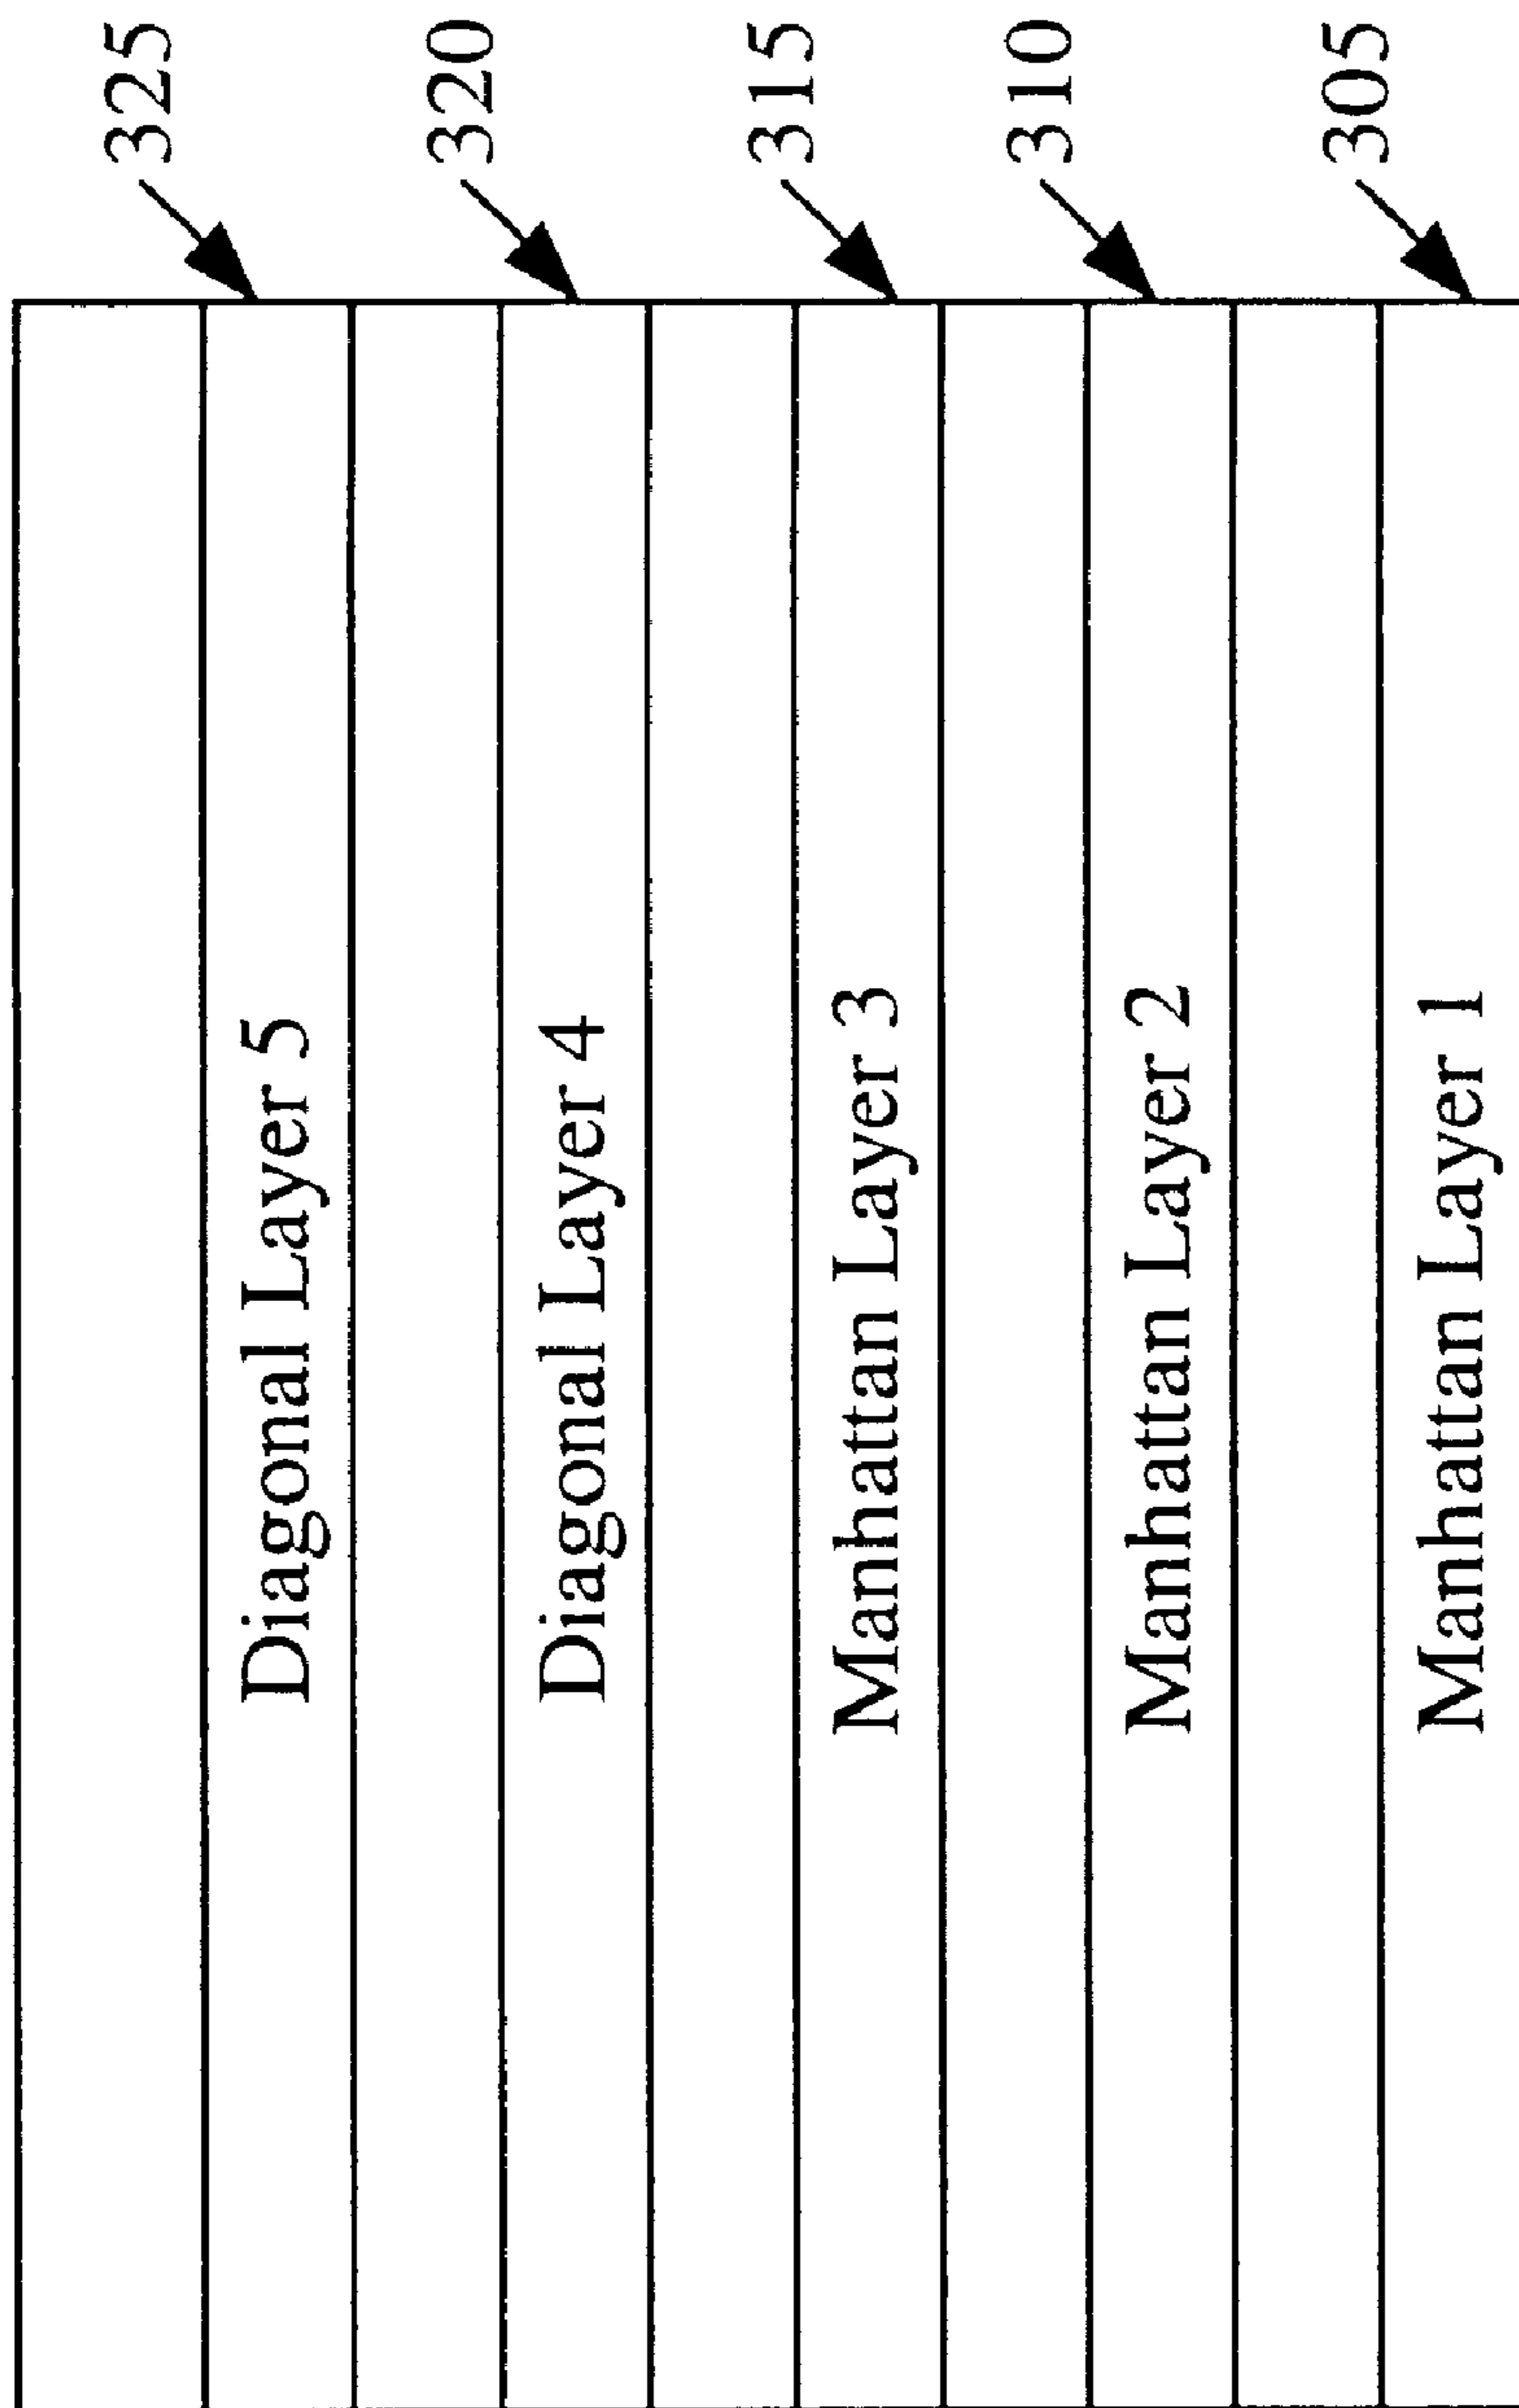 325
Diagonal Layer 5
320
Diagonal Layer 4
315
Manhattan Layer 3
310
Manhattan Layer 2
305
Manhattan Layer 1